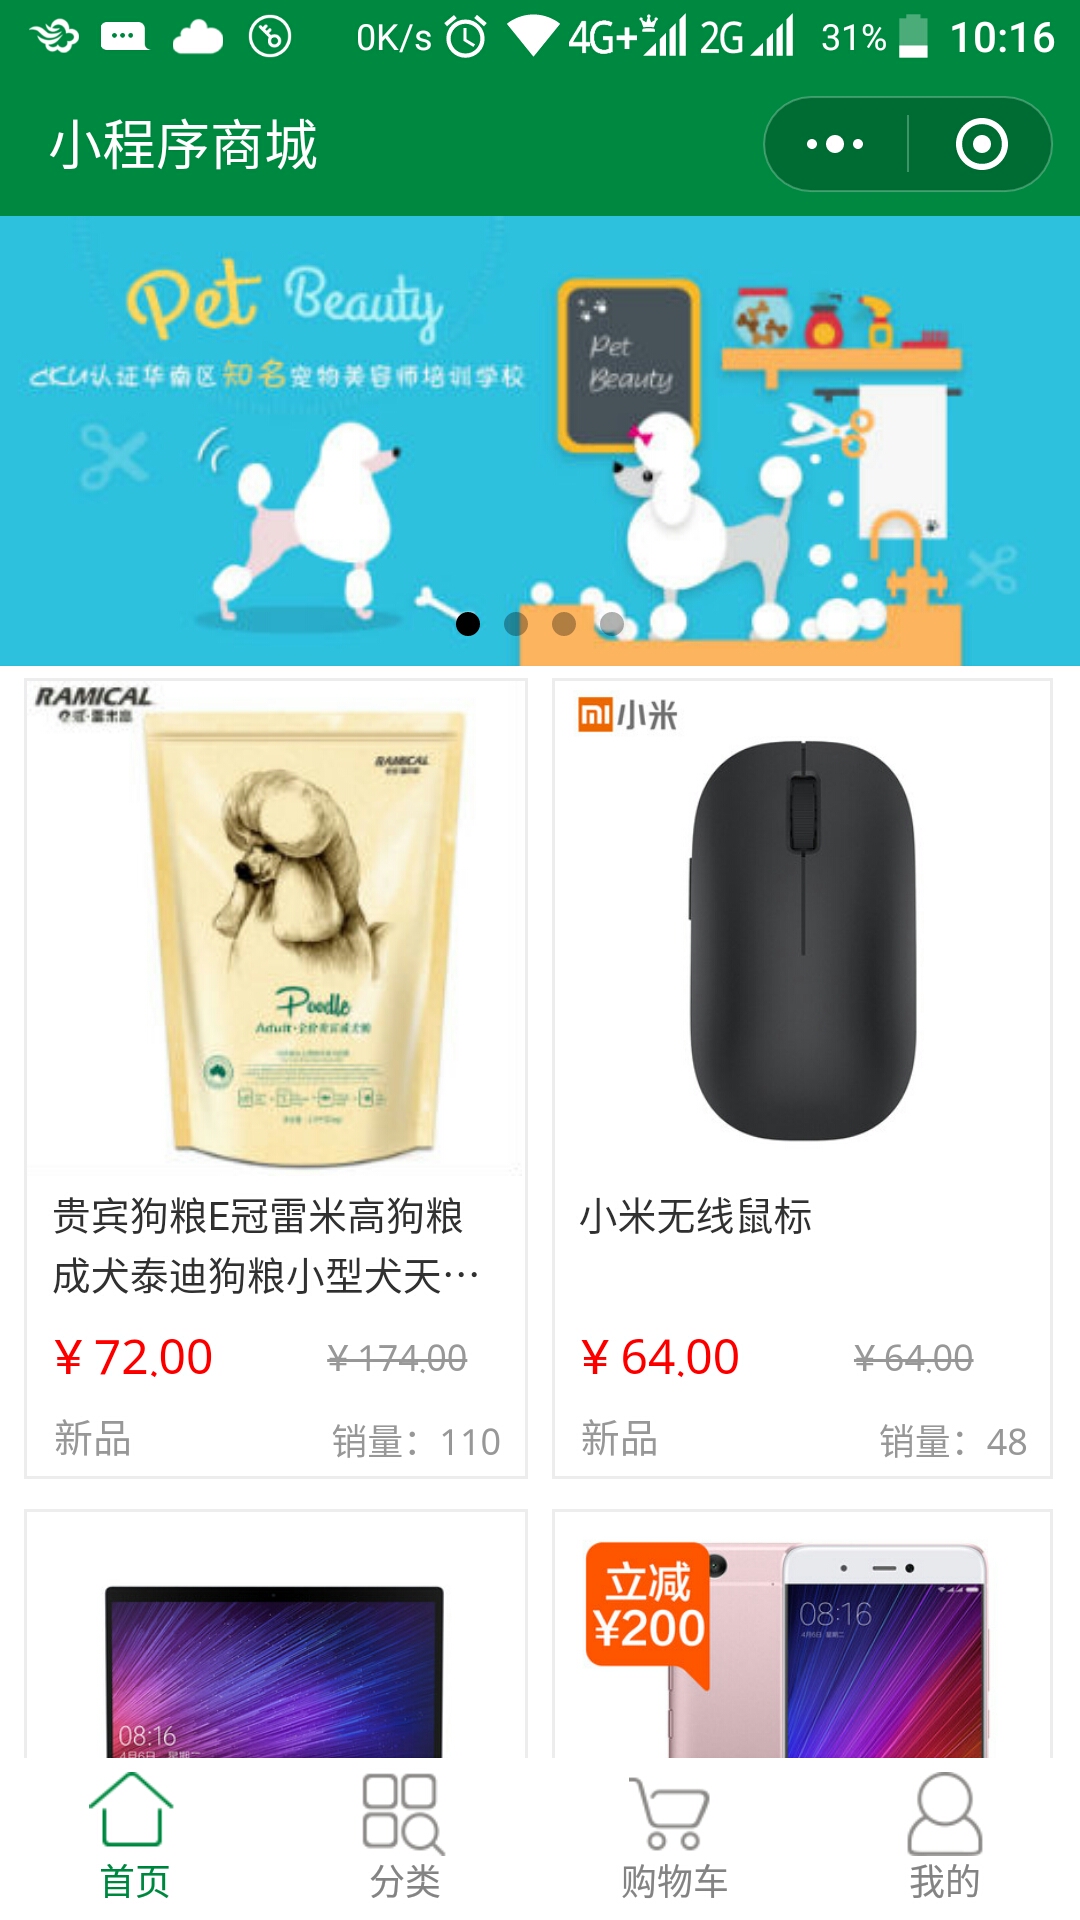 0K/s 4G+ 2G 31% 10:16
小程序商城
Pet Beauty
CKU认证华南区知名宠物美容师培训学校
Pet
Beauty
RAMICAL
RAMICAL
Poodle
小米
贵宾狗粮E冠雷米高狗粮
成犬泰迪狗粮小型犬天…
¥ 72.00 ¥ 174.00
新品 销量：110
小米无线鼠标
¥ 64.00 ¥ 64.00
新品 销量：48
08:16
立减
¥200
08:16
首页 分类 购物车 我的